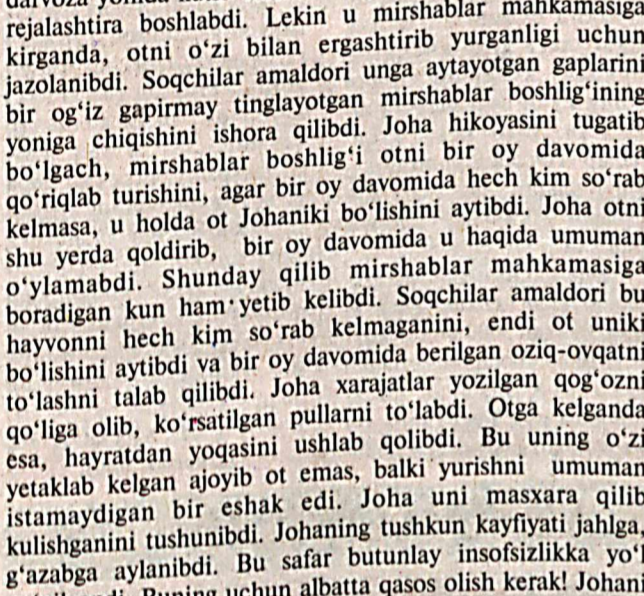 rejalashtira boshlabdi. Lekin u mirshablar mahkamasiga
kirganda, otni o‘zi bilan ergashtirib yurganligi uchun
jazolanibdi. Soqchilar amaldori unga aytayotgan gaplarini
bir og‘iz gapirmay tinglayotgan mirshablar boshlig‘ining
yoniga chiqishini ishora qilibdi. Joha hikoyasini tugatib
bo‘lgach, mirshablar boshlig‘i otni bir oy davomida
qo‘riqlab turishini, agar bir oy davomida hech kim so‘rab
kelmasa, u holda ot Johaniki bo‘lishini aytibdi. Joha otni
shu yerda qoldirib, bir oy davomida u haqida umuman
o‘ylamabdi. Shunday qilib mirshablar mahkamasiga
boradigan kun ham yetib kelibdi. Soqchilar amaldori bu
hayvonni hech kim so‘rab kelmaganini, endi ot uniki
bo‘lishini aytibdi va bir oy davomida berilgan oziq-ovqatni
to‘lashni talab qilibdi. Joha xarajatlar yozilgan qog‘ozni
qo‘liga olib, ko‘rsatilgan pullarni to‘labdi. Otga kelganda
esa, hayratdan yoqasini ushlab qolibdi. Bu uning o‘zi
yetaklab kelgan ajoyib ot emas, balki yurishni umuman
istamaydigan bir eshak edi. Joha uni masxara qilib
kulishganini tushunibdi. Johaning tushkun kayfiyati jahlga,
g‘azabga aylanibdi. Bu safar butunlay insofsizlikka yo‘l
uchun albatta qasos olish kerak! Johani